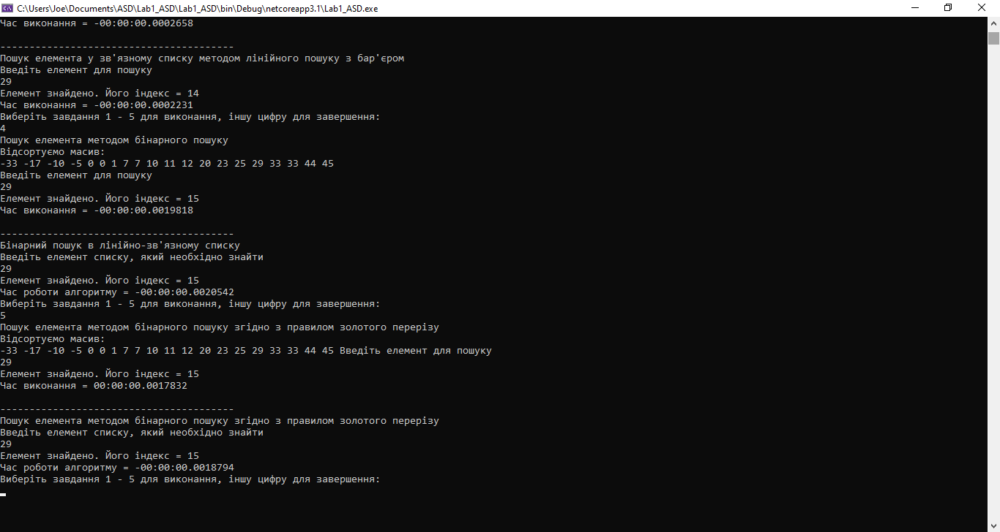 C:\Users\Joe\Documents\ASD\Lab1_ASD\Lab1_ASD\bin\Debug\netcoreapp3.1\Lab1_ASD.exe
Час виконання = -00:00:00.0002658
----------------------------------------
Пошук елемента у зв'язному списку методом лінійного пошуку з бар'єром
Введіть елемент для пошуку
29
Елемент знайдено. Його індекс = 14
Час виконання = -00:00:00.0002231
Виберіть завдання 1 - 5 для виконання, іншу цифру для завершення:
4
Пошук елемента методом бінарного пошуку
Відсортуємо масив:
-33 -17 -10 -5 0 0 1 7 7 10 11 12 20 23 25 29 33 33 44 45
Введіть елемент для пошуку
29
Елемент знайдено. Його індекс = 15
Час виконання = -00:00:00.0019818
----------------------------------------
Бінарний пошук в лінійно-зв'язному списку
Введіть елемент списку, який необхідно знайти
29
Елемент знайдено. Його індекс = 15
Час роботи алгоритму = -00:00:00.0020542
Виберіть завдання 1 - 5 для виконання, іншу цифру для завершення:
5
Пошук елемента методом бінарного пошуку згідно з правилом золотого перерізу
Відсортуємо масив:
-33 -17 -10 -5 0 0 1 7 7 10 11 12 20 23 25 29 33 33 44 45 Введіть елемент для пошуку
29
Елемент знайдено. Його індекс = 15
Час виконання = 00:00:00.0017832
----------------------------------------
Пошук елемента методом бінарного пошуку згідно з правилом золотого перерізу
Введіть елемент списку, який необхідно знайти
29
Елемент знайдено. Його індекс = 15
Час роботи алгоритму = -00:00:00.0018794
Виберіть завдання 1 - 5 для виконання, іншу цифру для завершення: